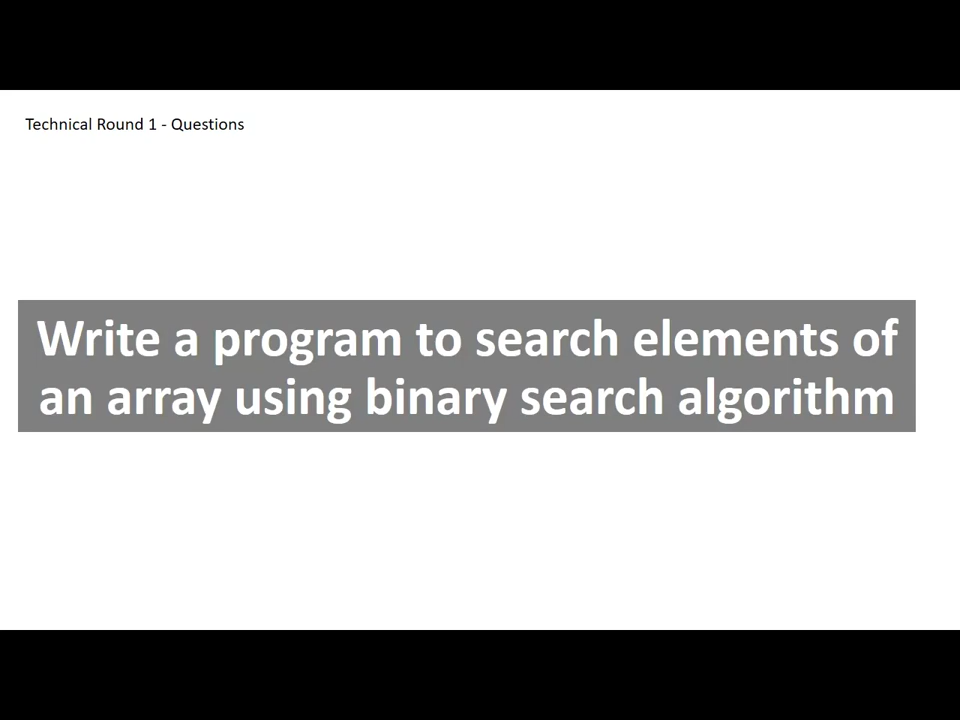 Technical Round 1 - Questions
Write a program to search elements of
an array using binary search algorithm